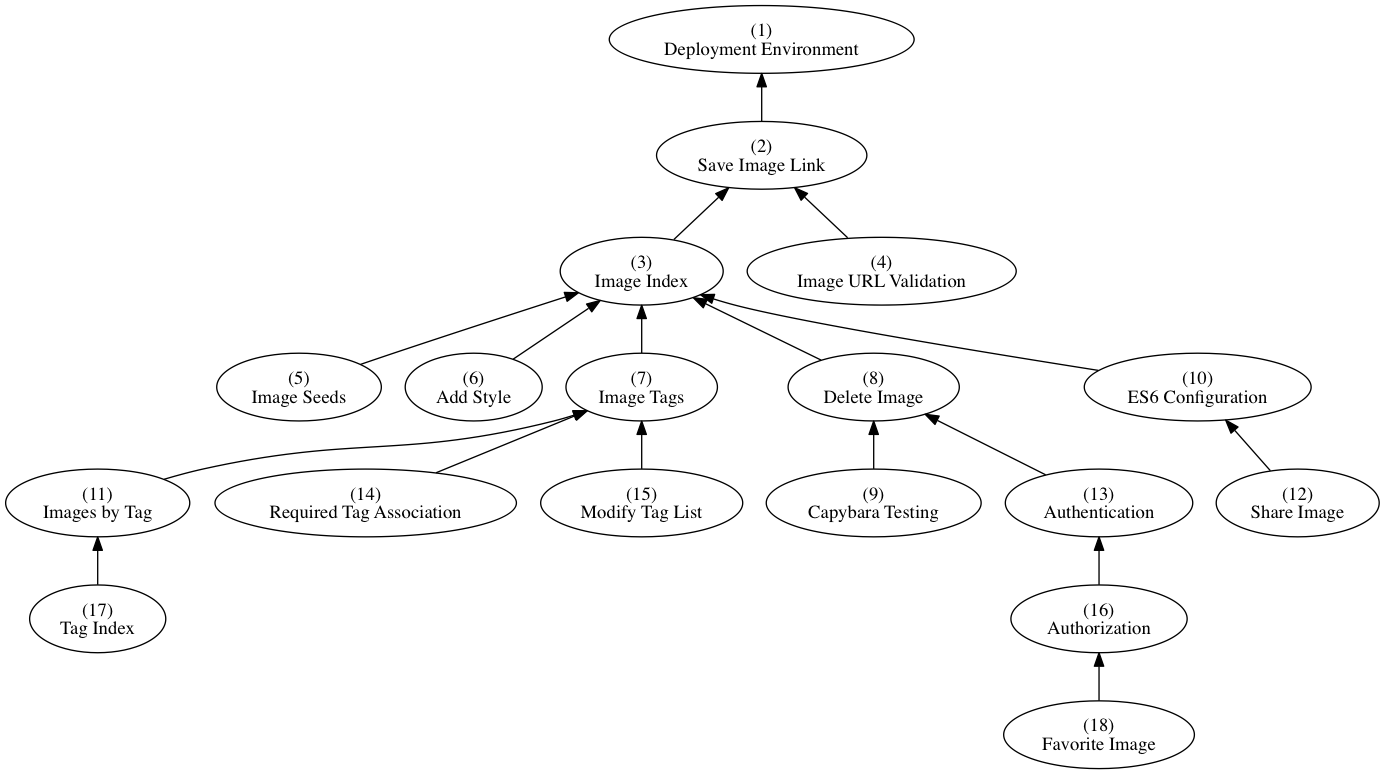 (1)
Deployment Environment
(2)
Save Image Link
(3)
Image Index
(4)
Image URL Validation
(5)
Image Seeds
(6)
Add Style
(7)
Image Tags
(8)
Delete Image
(10)
ES6 Configuration
(11)
Images by Tag
(14)
Required Tag Association
(15)
Modify Tag List
(9)
Capybara Testing
(13)
Authentication
(12)
Share Image
(17)
Tag Index
(16)
Authorization
(18)
Favorite Image